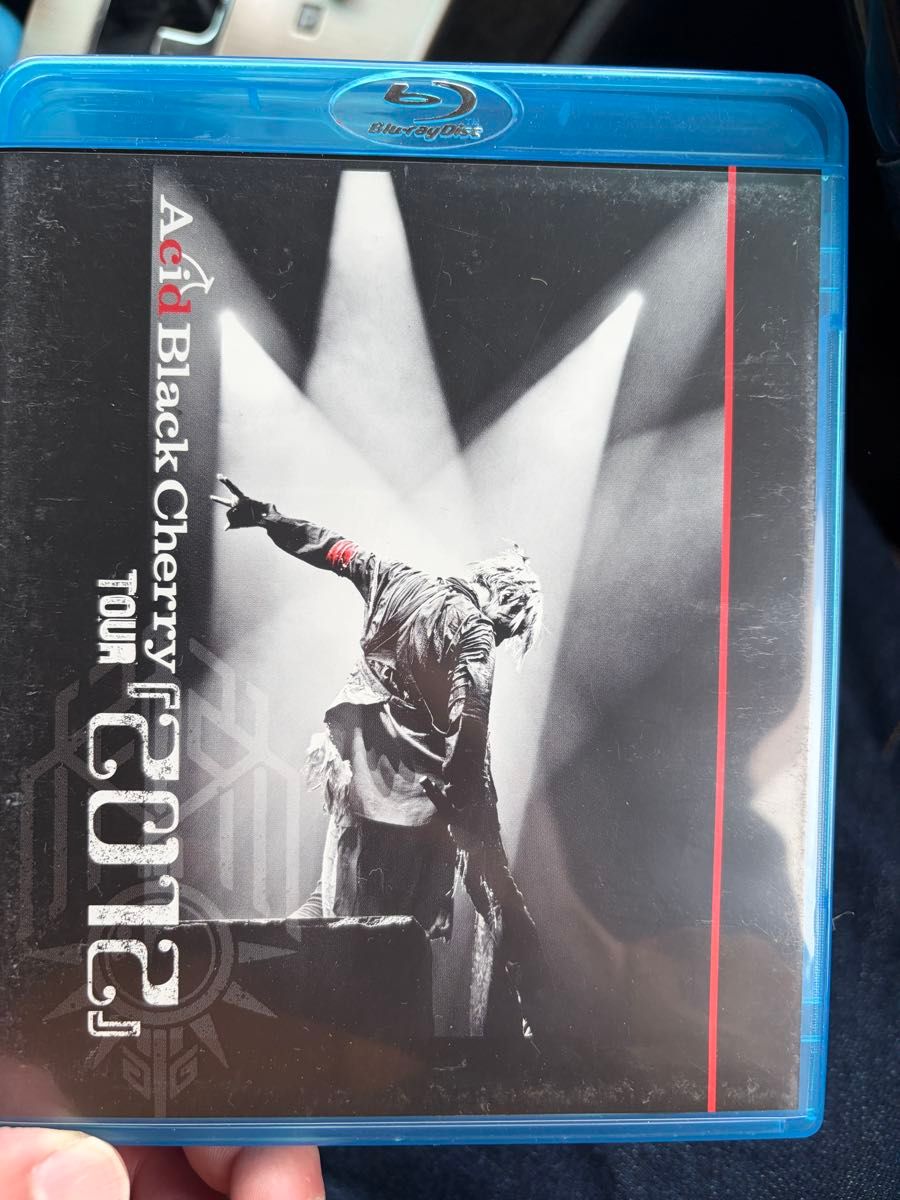 Blu-ray Disc
Acid Black Cherry
TOUR『2012』